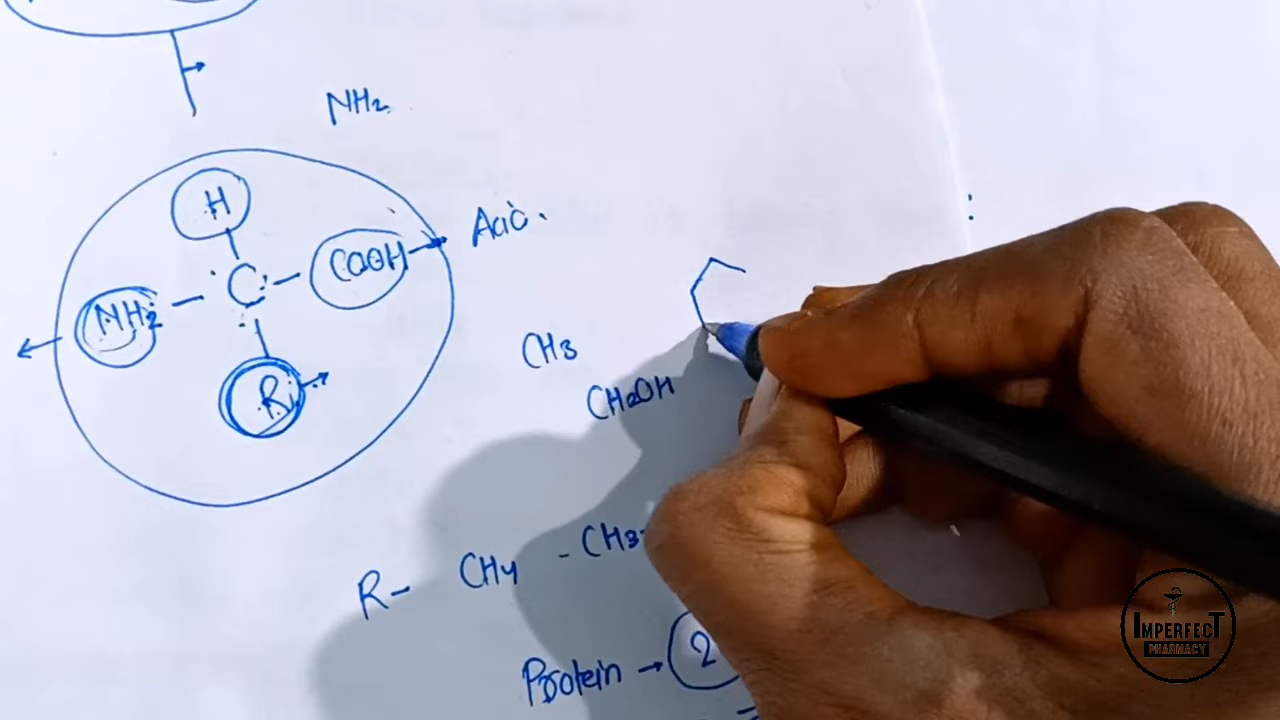 NH2
H
C
COOH
Acid.
NH2
R
CH3
CH2OH
R- CH4 - CH3-
Protein → 2
IMPERFECT
PHARMACY